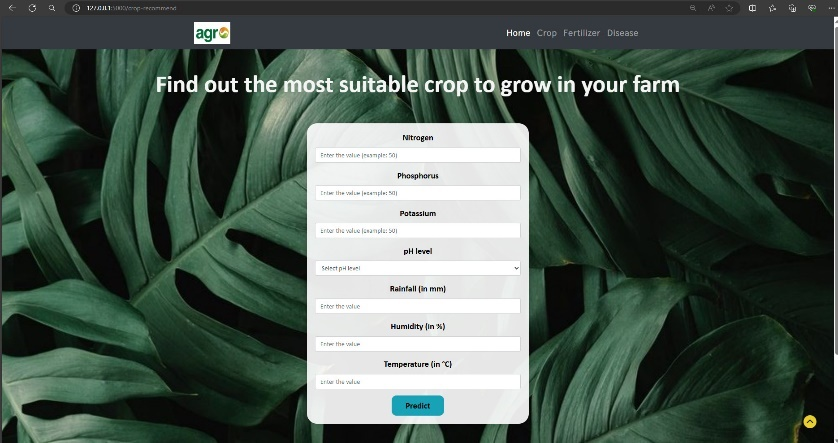 127.0.0.1:5000/crop-recommend
agro
Home Crop Fertilizer Disease
Find out the most suitable crop to grow in your farm
Nitrogen
Enter the value (example: 50)
Phosphorus
Enter the value (example: 50)
Potassium
Enter the value (example: 50)
pH level
Select pH level
Rainfall (in mm)
Enter the value
Humidity (in %)
Enter the value
Temperature (in °C)
Enter the value
Predict